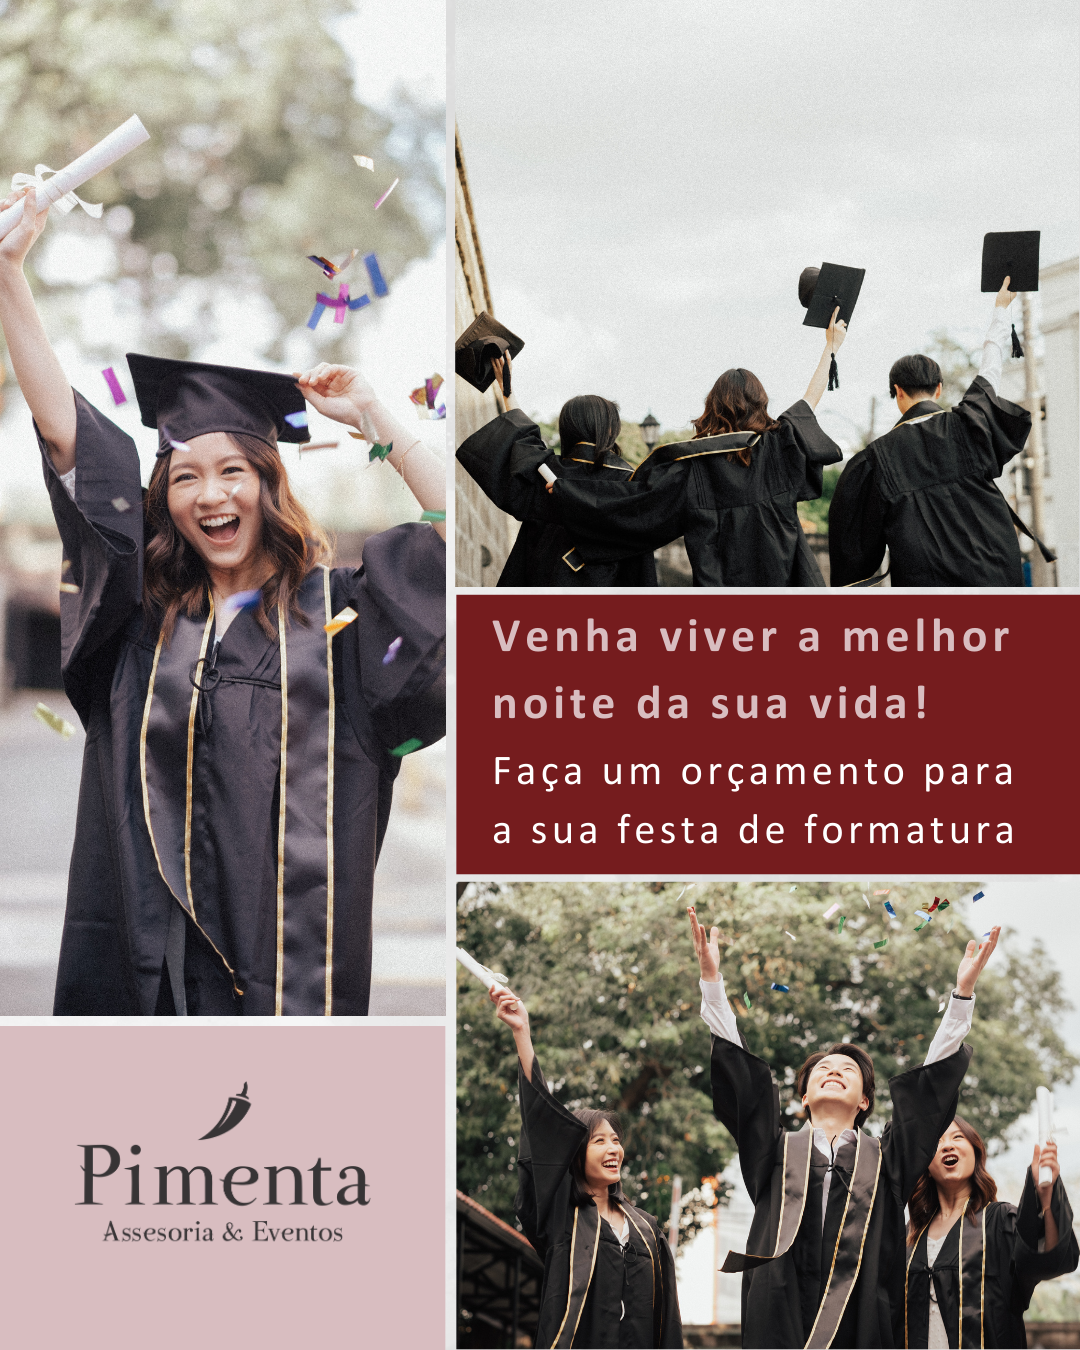 Venha viver a melhor
noite da sua vida!
Faça um orçamento para
a sua festa de formatura
Pimenta
Assesoria & Eventos